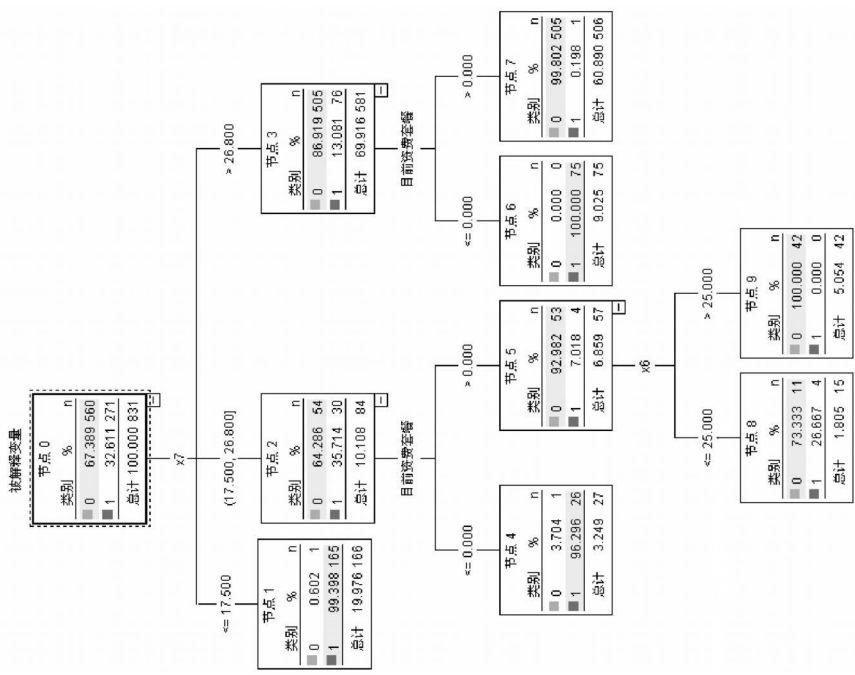 被解释变量
节点 0
类别 % n
0 67.389 560
1 32.611 271
总计 100.000 831
x7
<= 17.500
(17.500, 26.800]
> 26.800
节点 1
类别 % n
0 0.602 1
1 99.398 165
总计 19.976 166
节点 2
类别 % n
0 64.286 54
1 35.714 30
总计 10.108 84
节点 3
类别 % n
0 86.919 505
1 13.081 76
总计 69.916 581
目前资费套餐
目前资费套餐
<= 0.000
> 0.000
<= 0.000
> 0.000
节点 4
类别 % n
0 3.704 1
1 96.296 26
总计 3.249 27
节点 5
类别 % n
0 92.982 53
1 7.018 4
总计 6.859 57
节点 6
类别 % n
0 0.000 0
1 100.000 75
总计 9.025 75
节点 7
类别 % n
0 99.802 505
1 0.198 1
总计 60.890 506
x6
<= 25.000
> 25.000
节点 8
类别 % n
0 73.333 11
1 26.667 4
总计 1.805 15
节点 9
类别 % n
0 100.000 42
1 0.000 0
总计 5.054 42